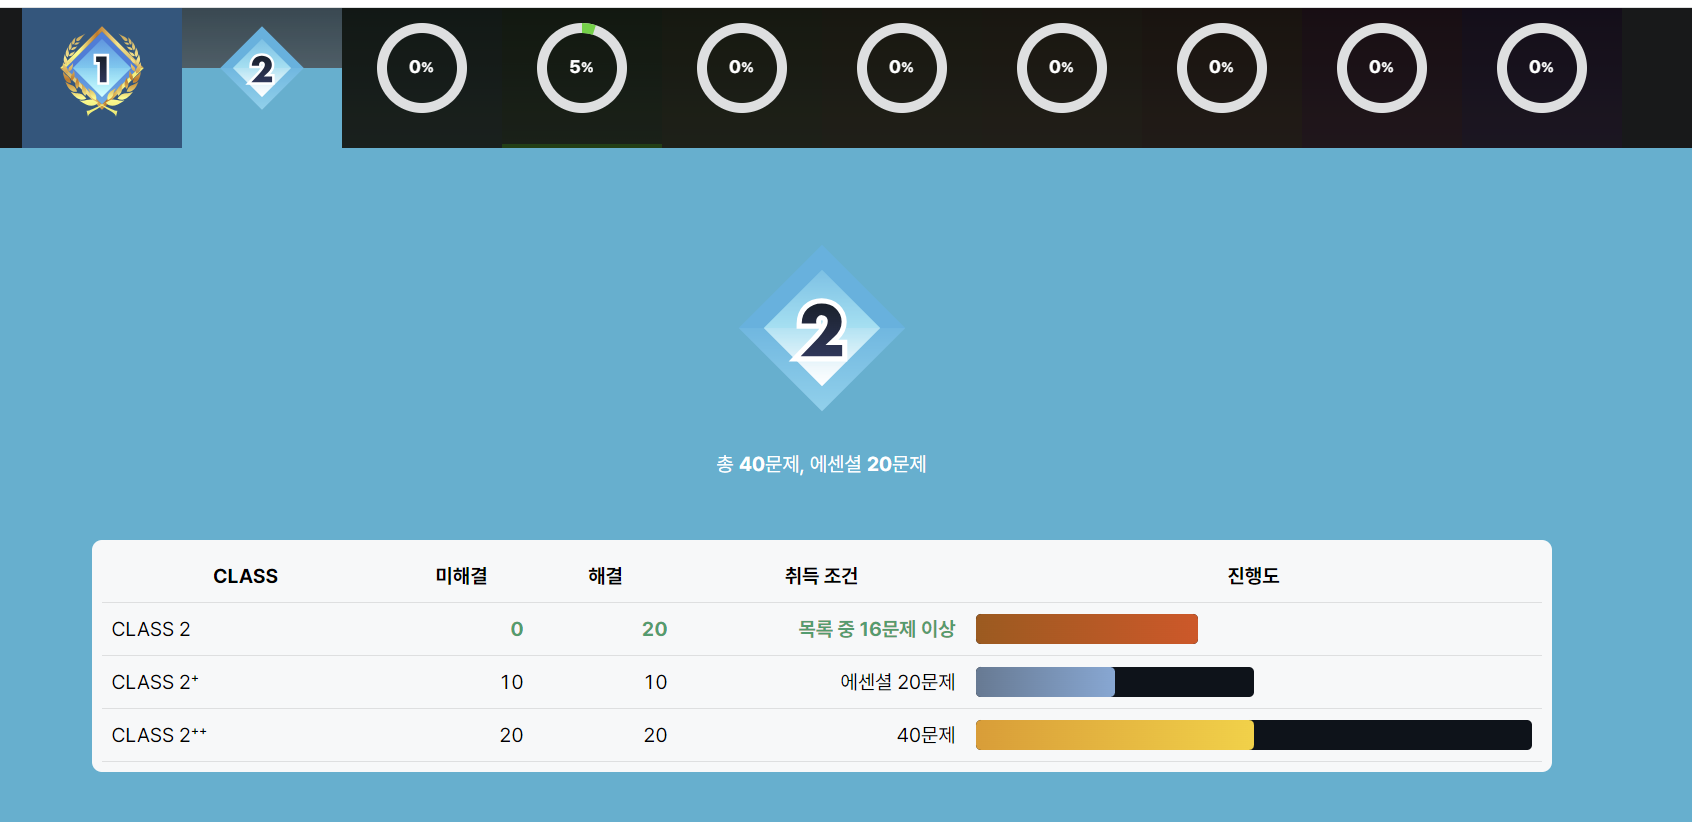 1 2 0% 5% 0% 0% 0% 0% 0% 0%
2
총 40문제, 에센셜 20문제
CLASS 미해결 해결 취득 조건 진행도
CLASS 2 0 20 목록 중 16문제 이상
CLASS 2+ 10 10 에센셜 20문제
CLASS 2++ 20 20 40문제